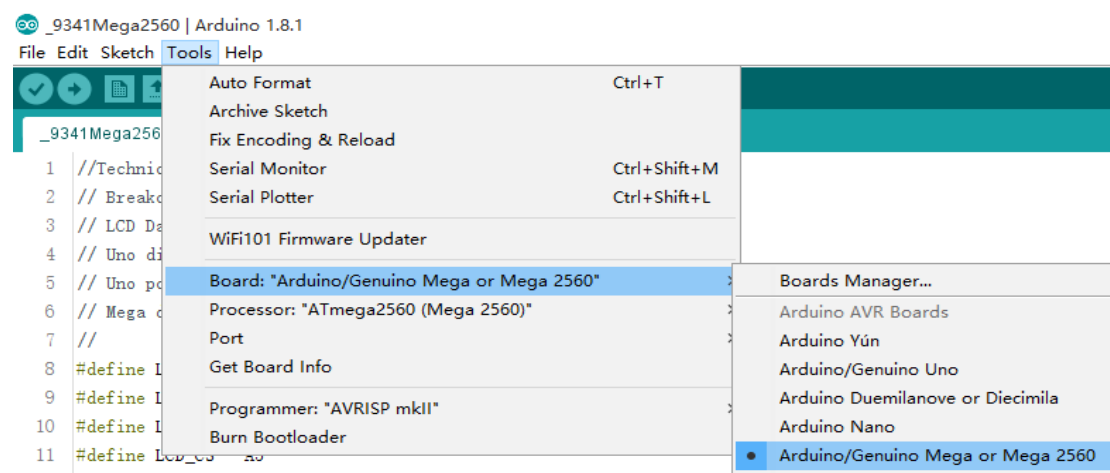 _9341Mega2560 | Arduino 1.8.1
File Edit Sketch Tools Help
_9341Mega256
Auto Format Ctrl+T
Archive Sketch
Fix Encoding & Reload
Serial Monitor Ctrl+Shift+M
Serial Plotter Ctrl+Shift+L
WiFi101 Firmware Updater
Board: "Arduino/Genuino Mega or Mega 2560"
Processor: "ATmega2560 (Mega 2560)"
Port
Get Board Info
Programmer: "AVRISP mkII"
Burn Bootloader
Boards Manager...
Arduino AVR Boards
Arduino Yún
Arduino/Genuino Uno
Arduino Duemilanove or Diecimila
Arduino Nano
Arduino/Genuino Mega or Mega 2560
1 //Technic
2 // Breakc
3 // LCD Da
4 // Uno di
5 // Uno po
6 // Mega
7 //
8 #define L
9 #define L
10 #define L
11 #define